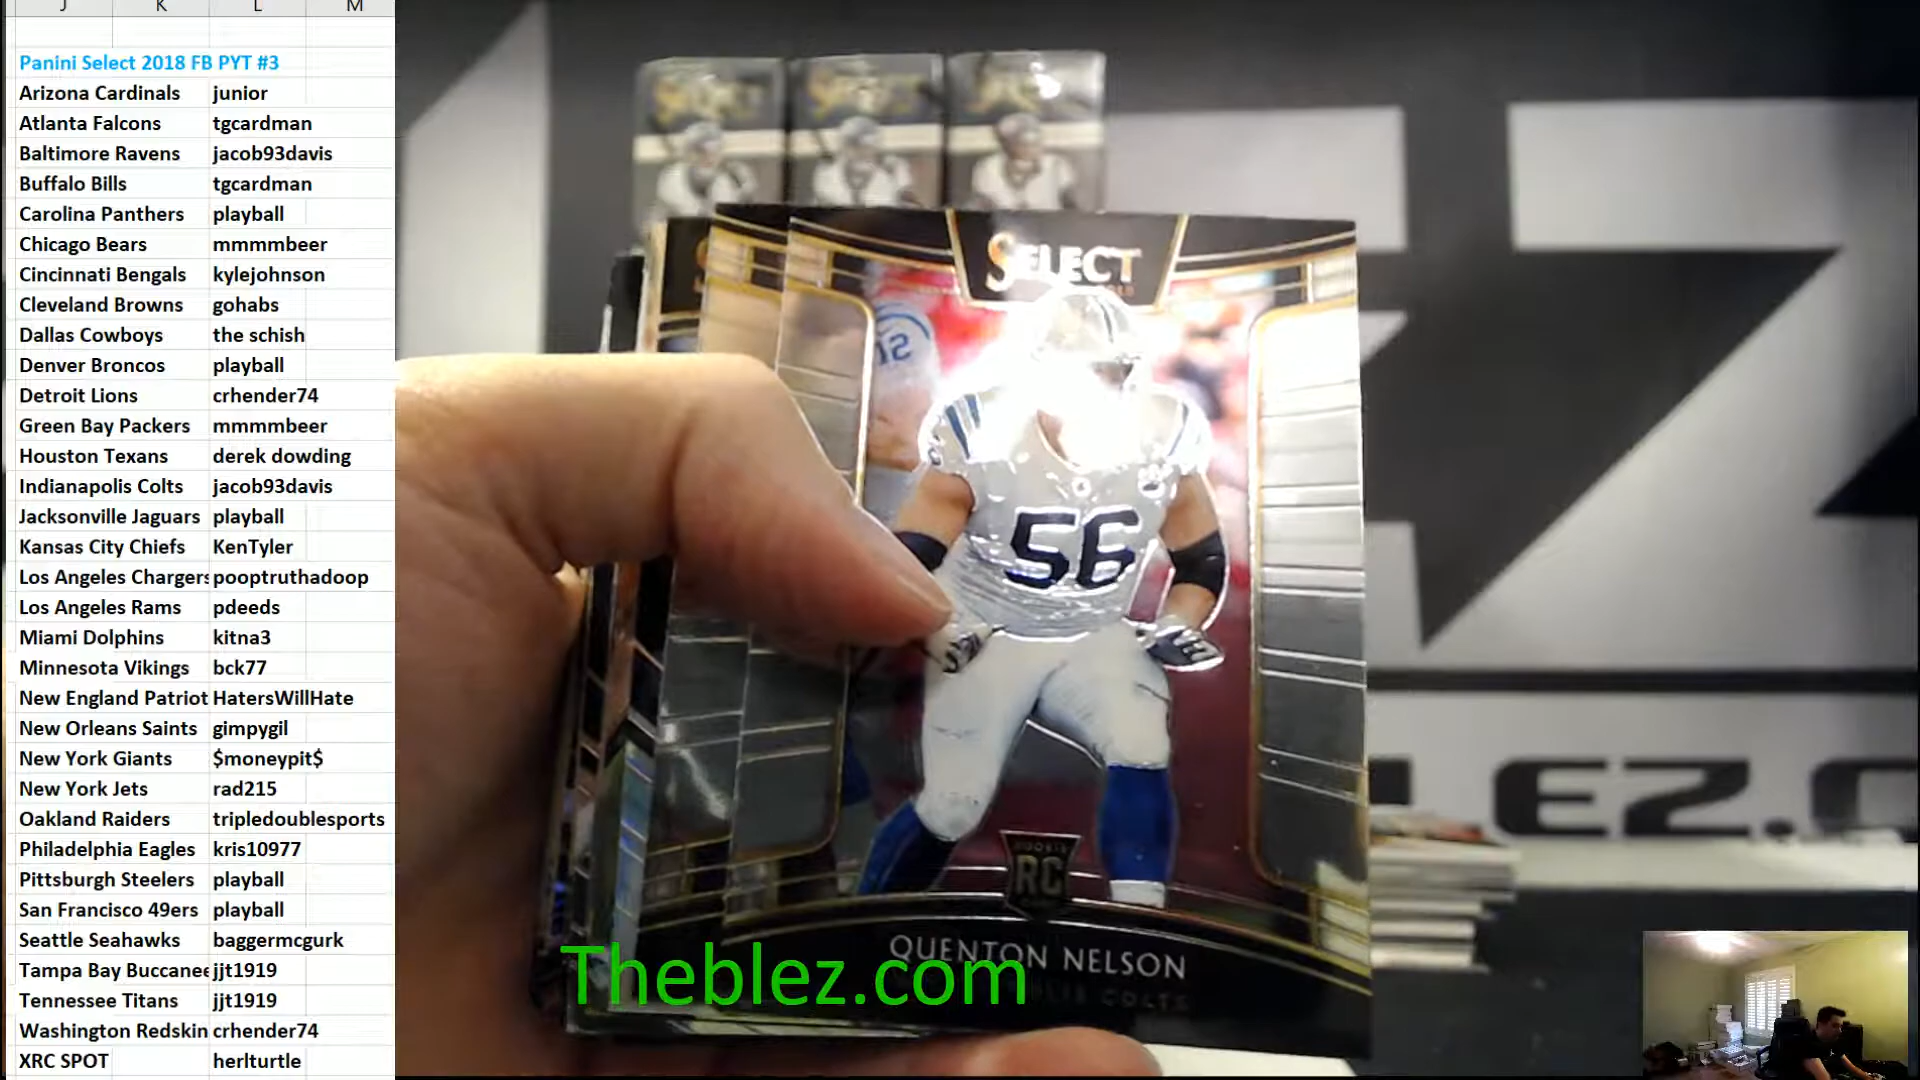 J K L M
Panini Select 2018 FB PYT #3
Arizona Cardinals junior
Atlanta Falcons tgcardman
Baltimore Ravens jacob93davis
Buffalo Bills tgcardman
Carolina Panthers playball
Chicago Bears mmmmbeer
Cincinnati Bengals kylejohnson
Cleveland Browns gohabs
Dallas Cowboys the schish
Denver Broncos playball
Detroit Lions crhender74
Green Bay Packers mmmmbeer
Houston Texans derek dowding
Indianapolis Colts jacob93davis
Jacksonville Jaguars playball
Kansas City Chiefs KenTyler
Los Angeles Chargers pooptruthadoop
Los Angeles Rams pdeeds
Miami Dolphins kitna3
Minnesota Vikings bck77
New England Patriot HatersWillHate
New Orleans Saints gimpygil
New York Giants $moneypit$
New York Jets rad215
Oakland Raiders tripledoublesports
Philadelphia Eagles kris10977
Pittsburgh Steelers playball
San Francisco 49ers playball
Seattle Seahawks baggermcgurk
Tampa Bay Buccanee jjt1919
Tennessee Titans jjt1919
Washington Redskin crhender74
XRC SPOT herlturtle
SELECT
56
ROOKIE
RC
QUENTON NELSON
COLTS
Theblez.com
EZ.C